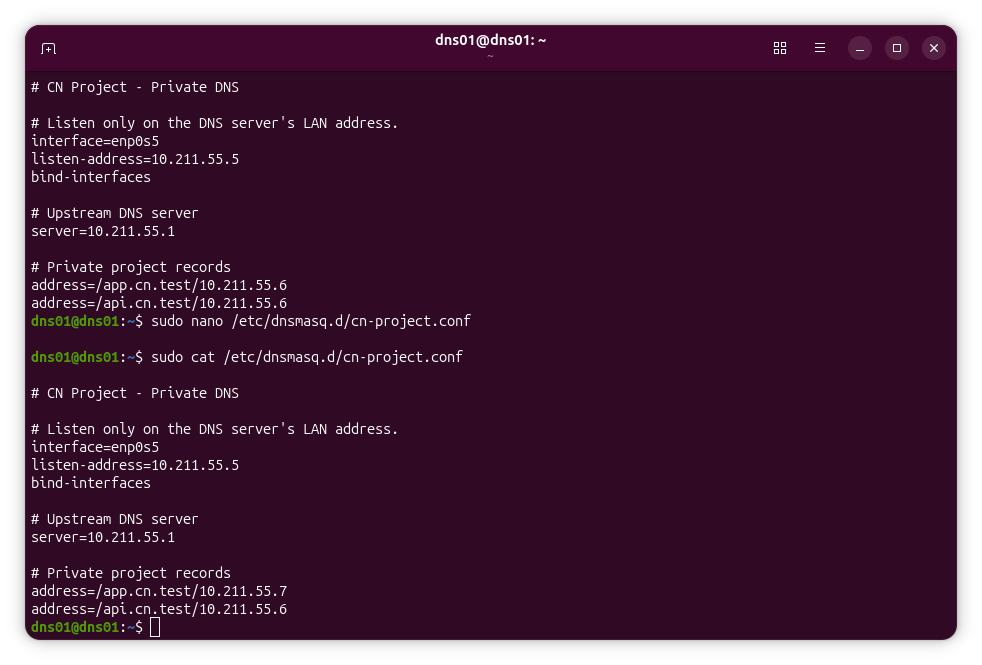 dns01@dns01: ~
~
# CN Project - Private DNS
# Listen only on the DNS server's LAN address.
interface=enp0s5
listen-address=10.211.55.5
bind-interfaces
# Upstream DNS server
server=10.211.55.1
# Private project records
address=/app.cn.test/10.211.55.6
address=/api.cn.test/10.211.55.6
dns01@dns01:~$ sudo nano /etc/dnsmasq.d/cn-project.conf
dns01@dns01:~$ sudo cat /etc/dnsmasq.d/cn-project.conf
# CN Project - Private DNS
# Listen only on the DNS server's LAN address.
interface=enp0s5
listen-address=10.211.55.5
bind-interfaces
# Upstream DNS server
server=10.211.55.1
# Private project records
address=/app.cn.test/10.211.55.7
address=/api.cn.test/10.211.55.6
dns01@dns01:~$